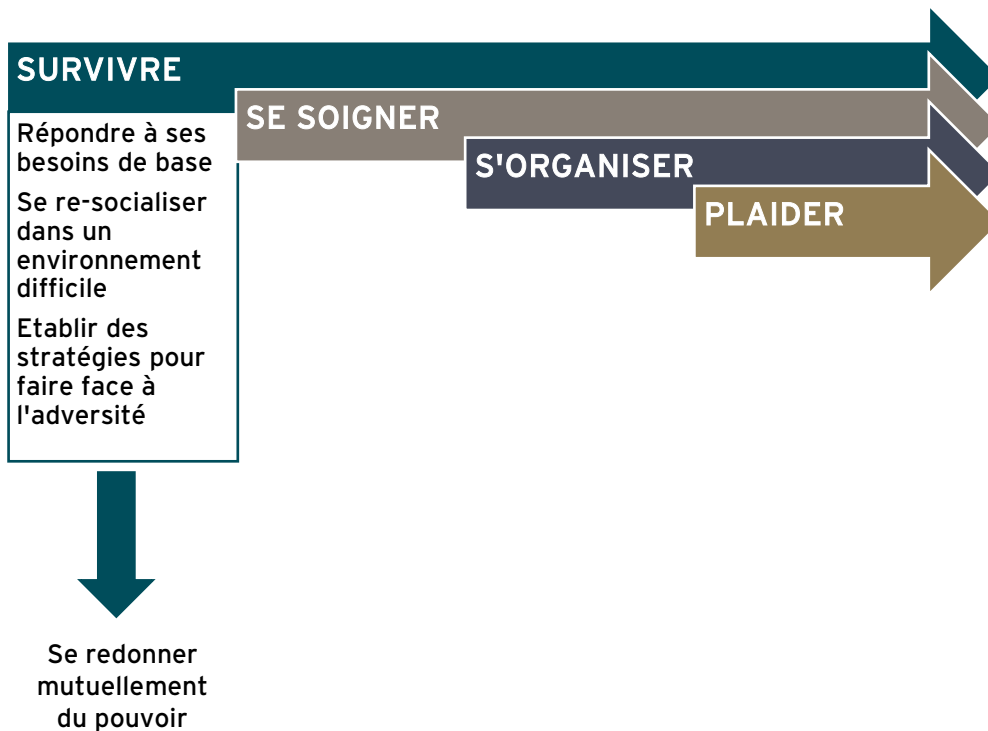 SURVIVRE
SE SOIGNER
S'ORGANISER
PLAIDER
Répondre à ses
besoins de base
Se re-socialiser
dans un
environnement
difficile
Etablir des
stratégies pour
faire face à
l'adversité
Se redonner
mutuellement
du pouvoir